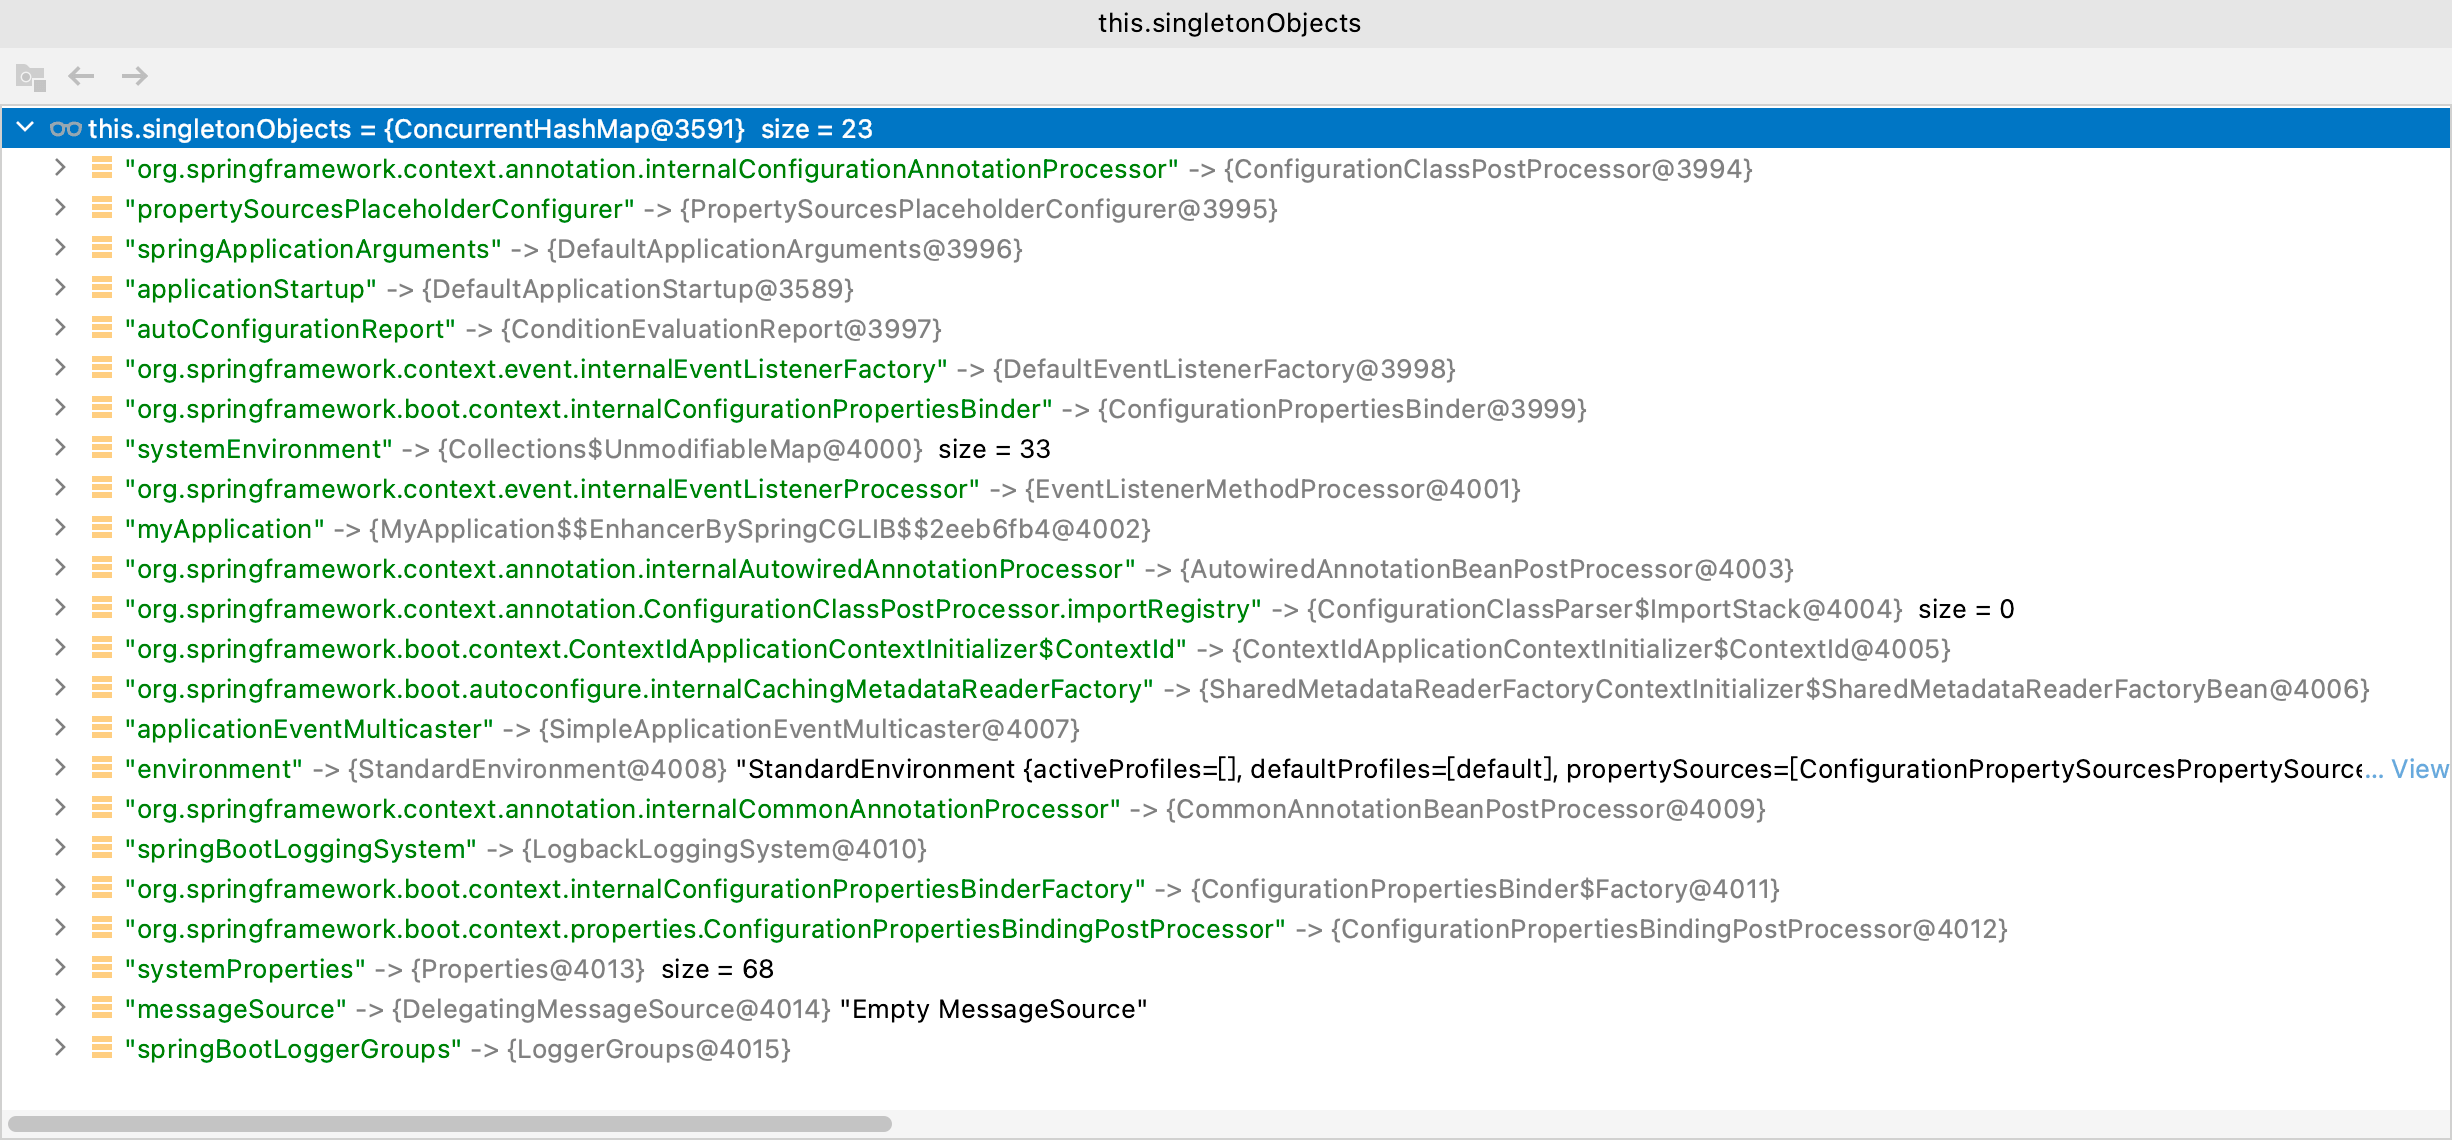 this.singletonObjects
this.singletonObjects = {ConcurrentHashMap@3591} size = 23
"org.springframework.context.annotation.internalConfigurationAnnotationProcessor" -> {ConfigurationClassPostProcessor@3994}
"propertySourcesPlaceholderConfigurer" -> {PropertySourcesPlaceholderConfigurer@3995}
"springApplicationArguments" -> {DefaultApplicationArguments@3996}
"applicationStartup" -> {DefaultApplicationStartup@3589}
"autoConfigurationReport" -> {ConditionEvaluationReport@3997}
"org.springframework.context.event.internalEventListenerFactory" -> {DefaultEventListenerFactory@3998}
"org.springframework.boot.context.internalConfigurationPropertiesBinder" -> {ConfigurationPropertiesBinder@3999}
"systemEnvironment" -> {Collections$UnmodifiableMap@4000} size = 33
"org.springframework.context.event.internalEventListenerProcessor" -> {EventListenerMethodProcessor@4001}
"myApplication" -> {MyApplication$$EnhancerBySpringCGLIB$$2eeb6fb4@4002}
"org.springframework.context.annotation.internalAutowiredAnnotationProcessor" -> {AutowiredAnnotationBeanPostProcessor@4003}
"org.springframework.context.annotation.ConfigurationClassPostProcessor.importRegistry" -> {ConfigurationClassParser$ImportStack@4004} size = 0
"org.springframework.boot.context.ContextIdApplicationContextInitializer$ContextId" -> {ContextIdApplicationContextInitializer$ContextId@4005}
"org.springframework.boot.autoconfigure.internalCachingMetadataReaderFactory" -> {SharedMetadataReaderFactoryContextInitializer$SharedMetadataReaderFactoryBean@4006}
"applicationEventMulticaster" -> {SimpleApplicationEventMulticaster@4007}
"environment" -> {StandardEnvironment@4008} "StandardEnvironment {activeProfiles=[], defaultProfiles=[default], propertySources=[ConfigurationPropertySourcesPropertySource... View
"org.springframework.context.annotation.internalCommonAnnotationProcessor" -> {CommonAnnotationBeanPostProcessor@4009}
"springBootLoggingSystem" -> {LogbackLoggingSystem@4010}
"org.springframework.boot.context.internalConfigurationPropertiesBinderFactory" -> {ConfigurationPropertiesBinder$Factory@4011}
"org.springframework.boot.context.properties.ConfigurationPropertiesBindingPostProcessor" -> {ConfigurationPropertiesBindingPostProcessor@4012}
"systemProperties" -> {Properties@4013} size = 68
"messageSource" -> {DelegatingMessageSource@4014} "Empty MessageSource"
"springBootLoggerGroups" -> {LoggerGroups@4015}